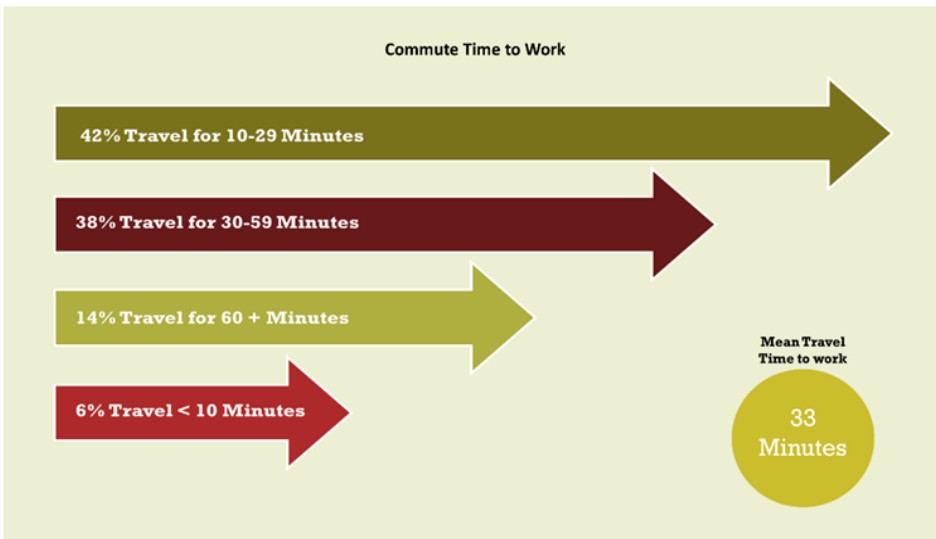 Commute Time to Work
42% Travel for 10-29 Minutes
38% Travel for 30-59 Minutes
14% Travel for 60 + Minutes
6% Travel < 10 Minutes
Mean Travel
Time to work
33
Minutes